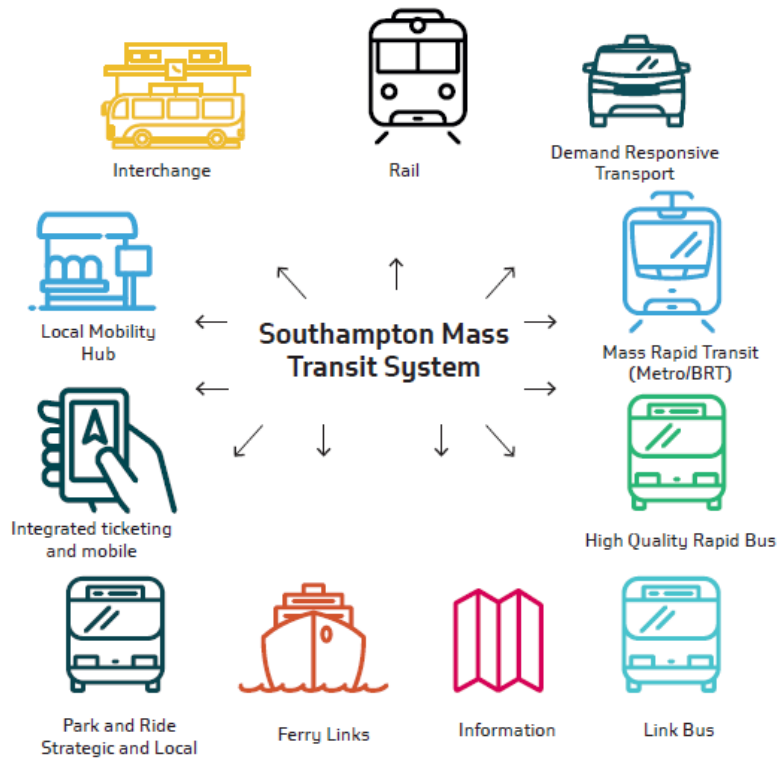 Interchange
Rail
Demand Responsive
Transport
Local Mobility
Hub
Southampton Mass
Transit System
Mass Rapid Transit
(Metro/BRT)
Integrated ticketing
and mobile
High Quality Rapid Bus
Park and Ride
Strategic and Local
Ferry Links
Information
Link Bus